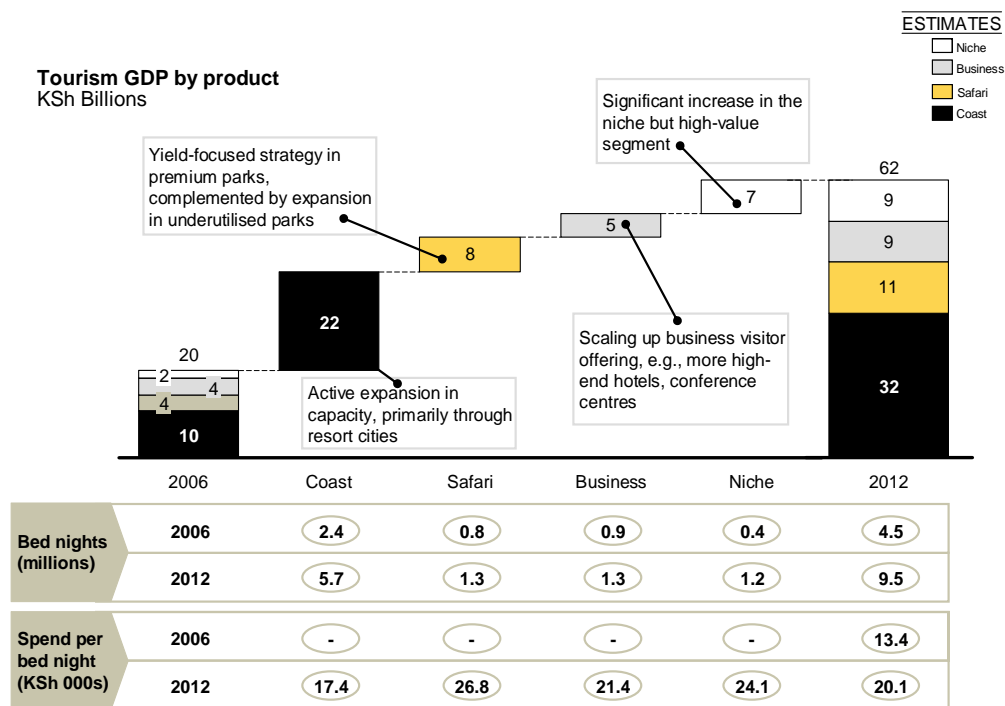 ESTIMATES
Niche
Business
Safari
Coast
Tourism GDP by product
KSh Billions
Yield-focused strategy in
premium parks,
complemented by expansion
in underutilised parks
Significant increase in the
niche but high-value
segment
62
7
9
5
9
8
11
22
Scaling up business visitor
offering, e.g., more high-
end hotels, conference
centres
20
2
4
4
10
Active expansion in
capacity, primarily through
resort cities
32
2006 Coast Safari Business Niche 2012
Bed nights
(millions)
2006 2.4 0.8 0.9 0.4 4.5
2012 5.7 1.3 1.3 1.2 9.5
Spend per
bed night
(KSh 000s)
2006 - - - - 13.4
2012 17.4 26.8 21.4 24.1 20.1